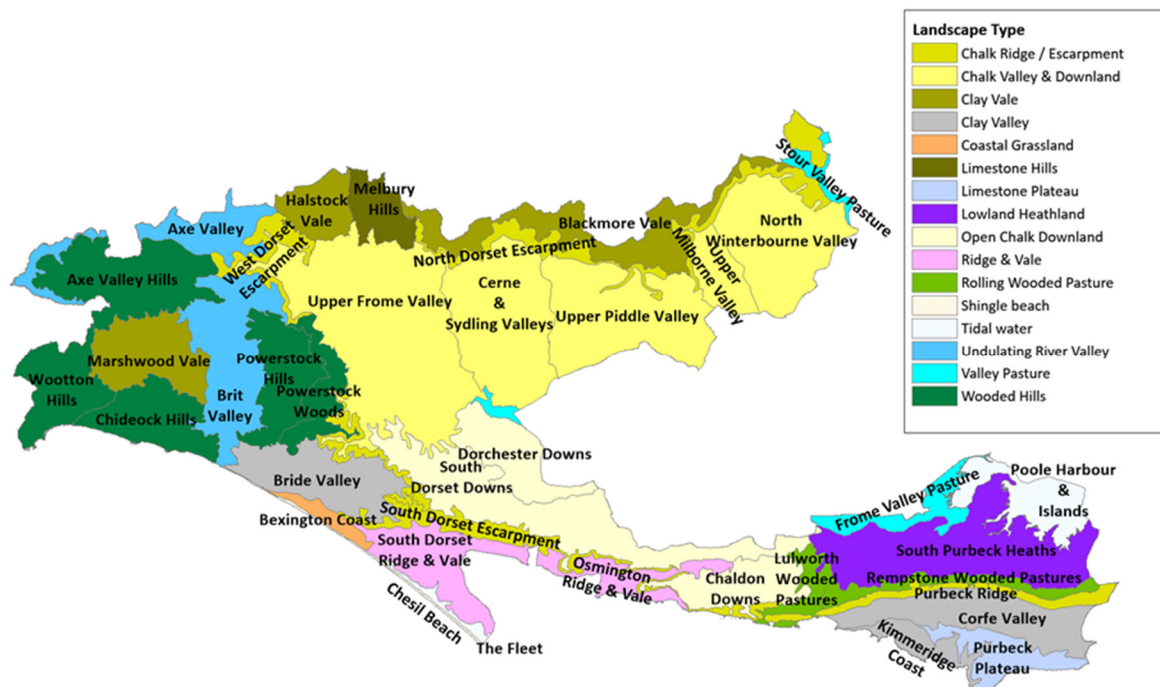 Landscape Type
Chalk Ridge / Escarpment
Chalk Valley & Downland
Clay Vale
Clay Valley
Coastal Grassland
Limestone Hills
Limestone Plateau
Lowland Heathland
Open Chalk Downland
Ridge & Vale
Rolling Wooded Pasture
Shingle beach
Tidal water
Undulating River Valley
Valley Pasture
Wooded Hills
Stour Valley Pasture
Melbury
Hills
Halstock
Vale
Axe Valley
Blackmore Vale
North
Winterbourne Valley
West Dorset
Escarpment
North Dorset Escarpment
Upper
Milborne Valley
Axe Valley Hills
Upper Frome Valley
Cerne
&
Sydling Valleys
Upper Piddle Valley
Marshwood Vale
Powerstock
Hills
Wootton
Hills
Brit
Valley
Powerstock
Woods
Chideock Hills
Dorchester Downs
South
Dorset Downs
Bride Valley
Poole Harbour
&
Islands
Frome Valley Pasture
Bexington Coast
South Dorset Escarpment
South Dorset
Ridge & Vale
South Purbeck Heaths
Osmington
Ridge & Vale
Chaldon
Downs
Lulworth
Wooded
Pastures
Rempstone Wooded Pastures
Purbeck Ridge
Chesil Beach
Corfe Valley
The Fleet
Kimmeridge
Coast
Purbeck
Plateau